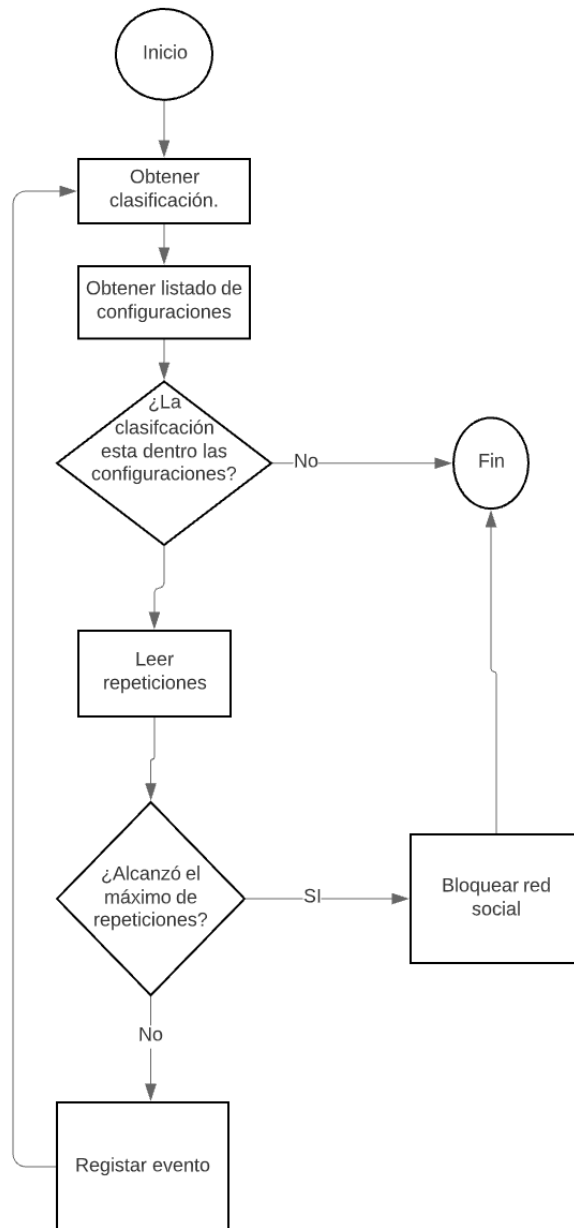 Inicio
Obtener
clasificación.
Obtener listado de
configuraciones
¿La
clasifcación
esta dentro las
configuraciones?
No
Fin
Leer
repeticiones
¿Alcanzó el
máximo de
repeticiones?
SI
Bloquear red
social
No
Registar evento